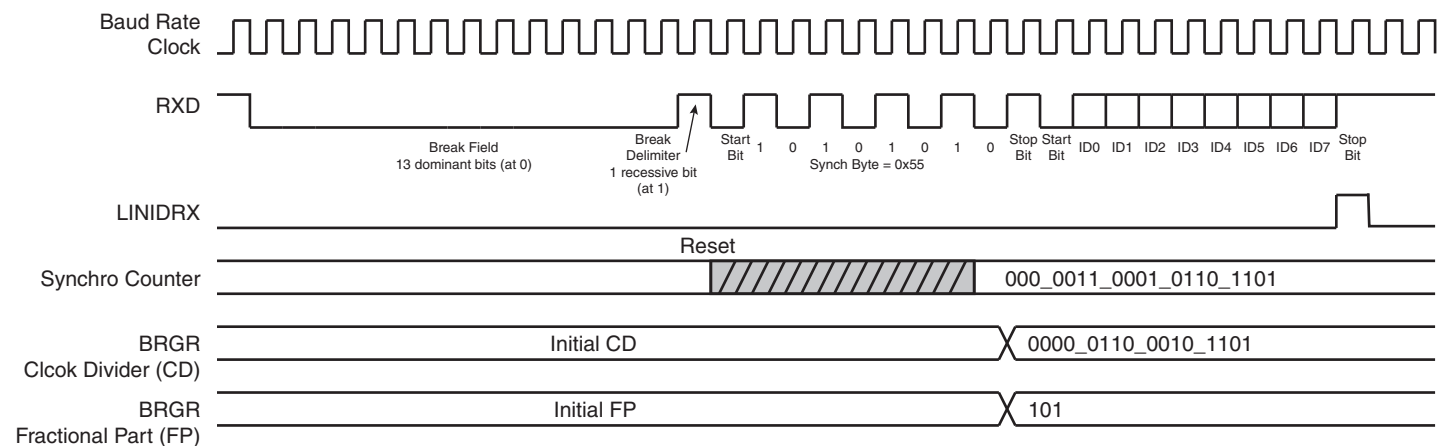 Baud Rate
Clock
RXD
Break Field
13 dominant bits (at 0)
Break
Delimiter
1 recessive bit
(at 1)
Start
Bit
1 0 1 0 1 0 1 0
Synch Byte = 0x55
Stop
Bit
Start
Bit
ID0 ID1 ID2 ID3 ID4 ID5 ID6 ID7
Stop
Bit
LINIDRX
Reset
Synchro Counter
000_0011_0001_0110_1101
BRGR
Clcok Divider (CD)
Initial CD
0000_0110_0010_1101
BRGR
Fractional Part (FP)
Initial FP
101